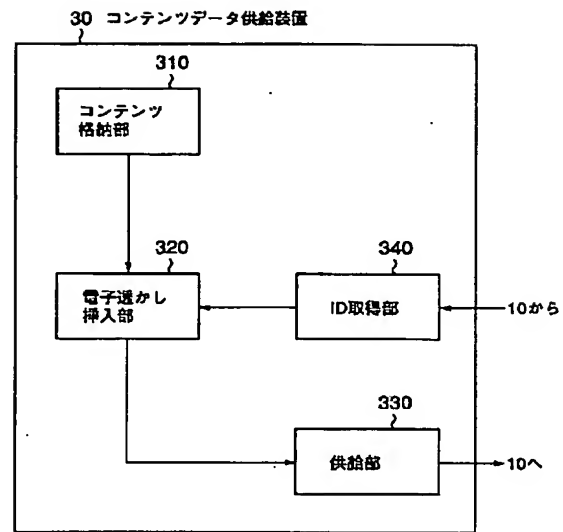 30 コンテンツデータ供給装置
310
コンテンツ
格納部
320
電子透かし
挿入部
340
ID取得部
10から
330
供給部
10へ